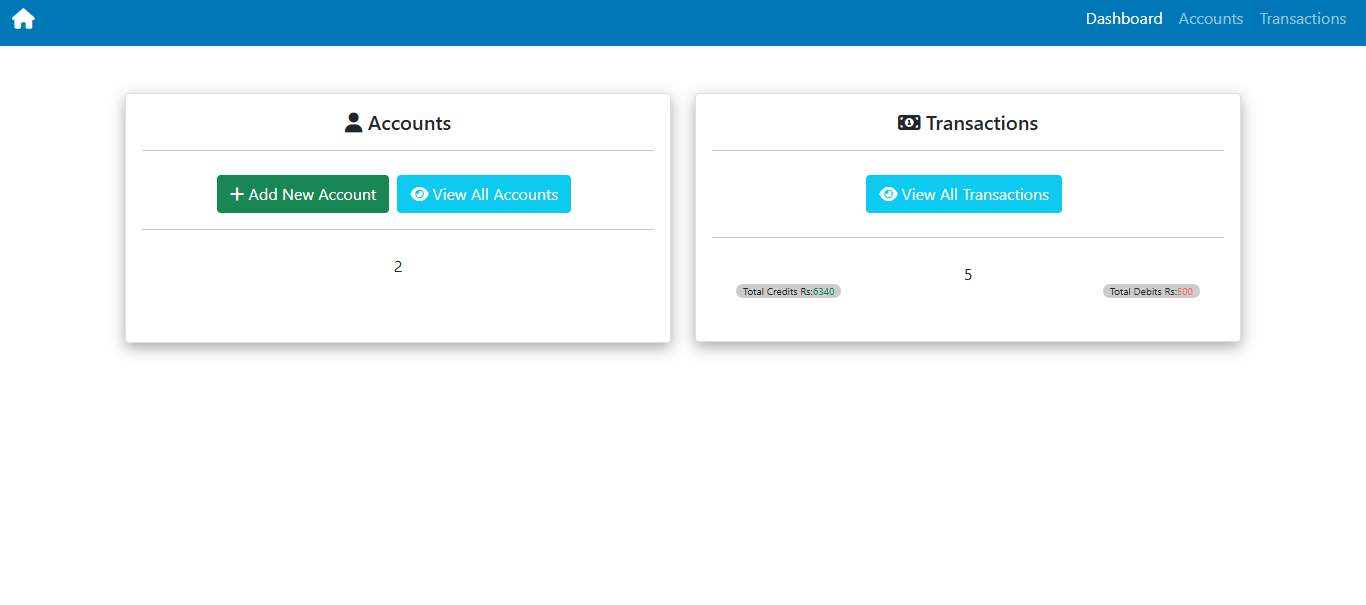 Dashboard Accounts Transactions
Accounts
Add New Account View All Accounts
2
Transactions
View All Transactions
5
Total Credits Rs:6340 Total Debits Rs:500